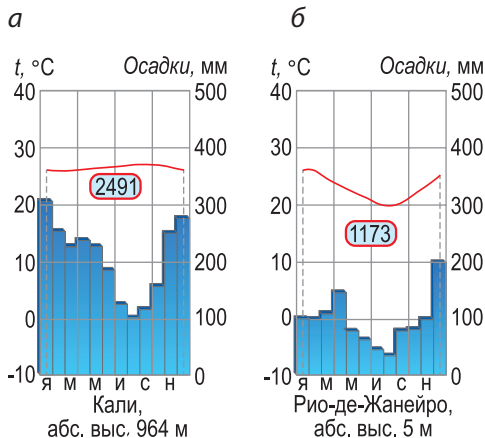 а
t, °С Осадки, мм
40 500
30 400
20 300
10 200
0 100
-10 0
2491
я м м и с н
Кали,
абс. выс. 964 м
б
t, °С Осадки, мм
40 500
30 400
20 300
10 200
0 100
-10 0
1173
я м м и с н
Рио-де-Жанейро,
абс. выс. 5 м